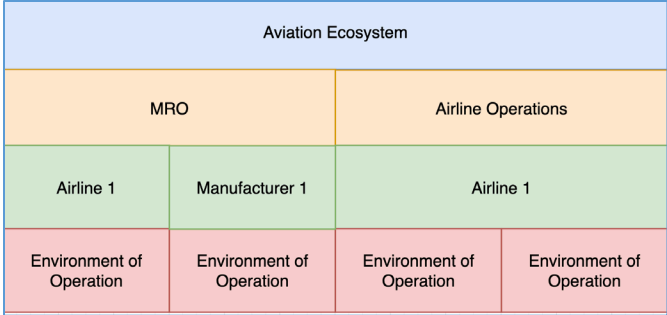 Aviation Ecosystem
MRO
Airline Operations
Airline 1
Manufacturer 1
Airline 1
Environment of
Operation
Environment of
Operation
Environment of
Operation
Environment of
Operation